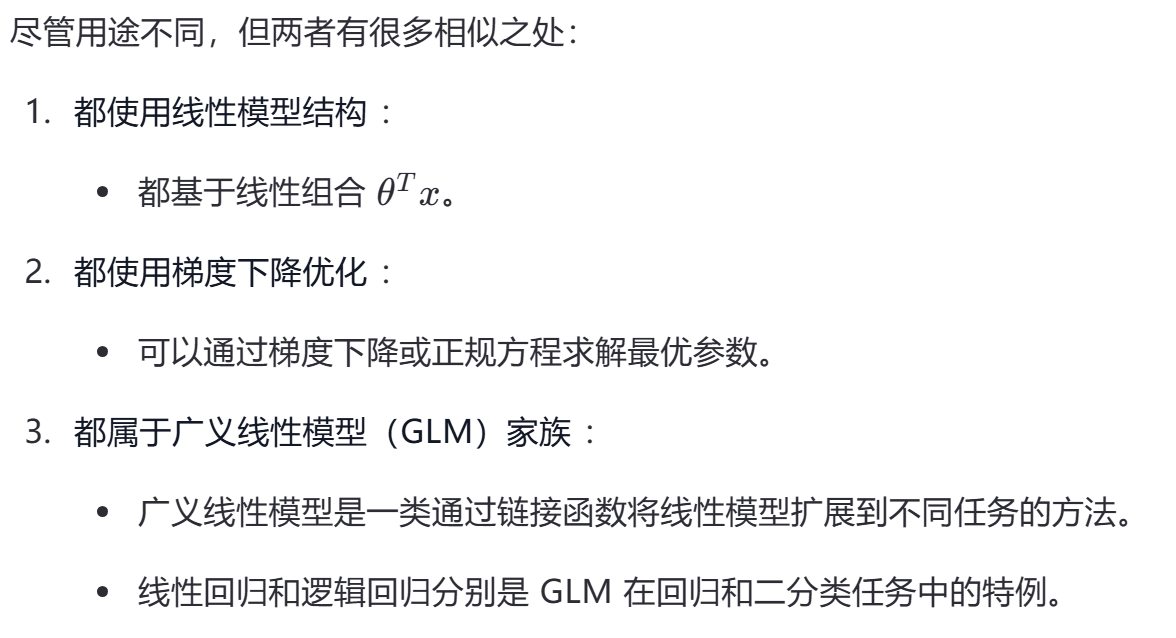 尽管用途不同，但两者有很多相似之处：
1. 都使用线性模型结构 ：
• 都基于线性组合 θᵀx。
2. 都使用梯度下降优化 ：
• 可以通过梯度下降或正规方程求解最优参数。
3. 都属于广义线性模型（GLM）家族 ：
• 广义线性模型是一类通过链接函数将线性模型扩展到不同任务的方法。
• 线性回归和逻辑回归分别是 GLM 在回归和二分类任务中的特例。